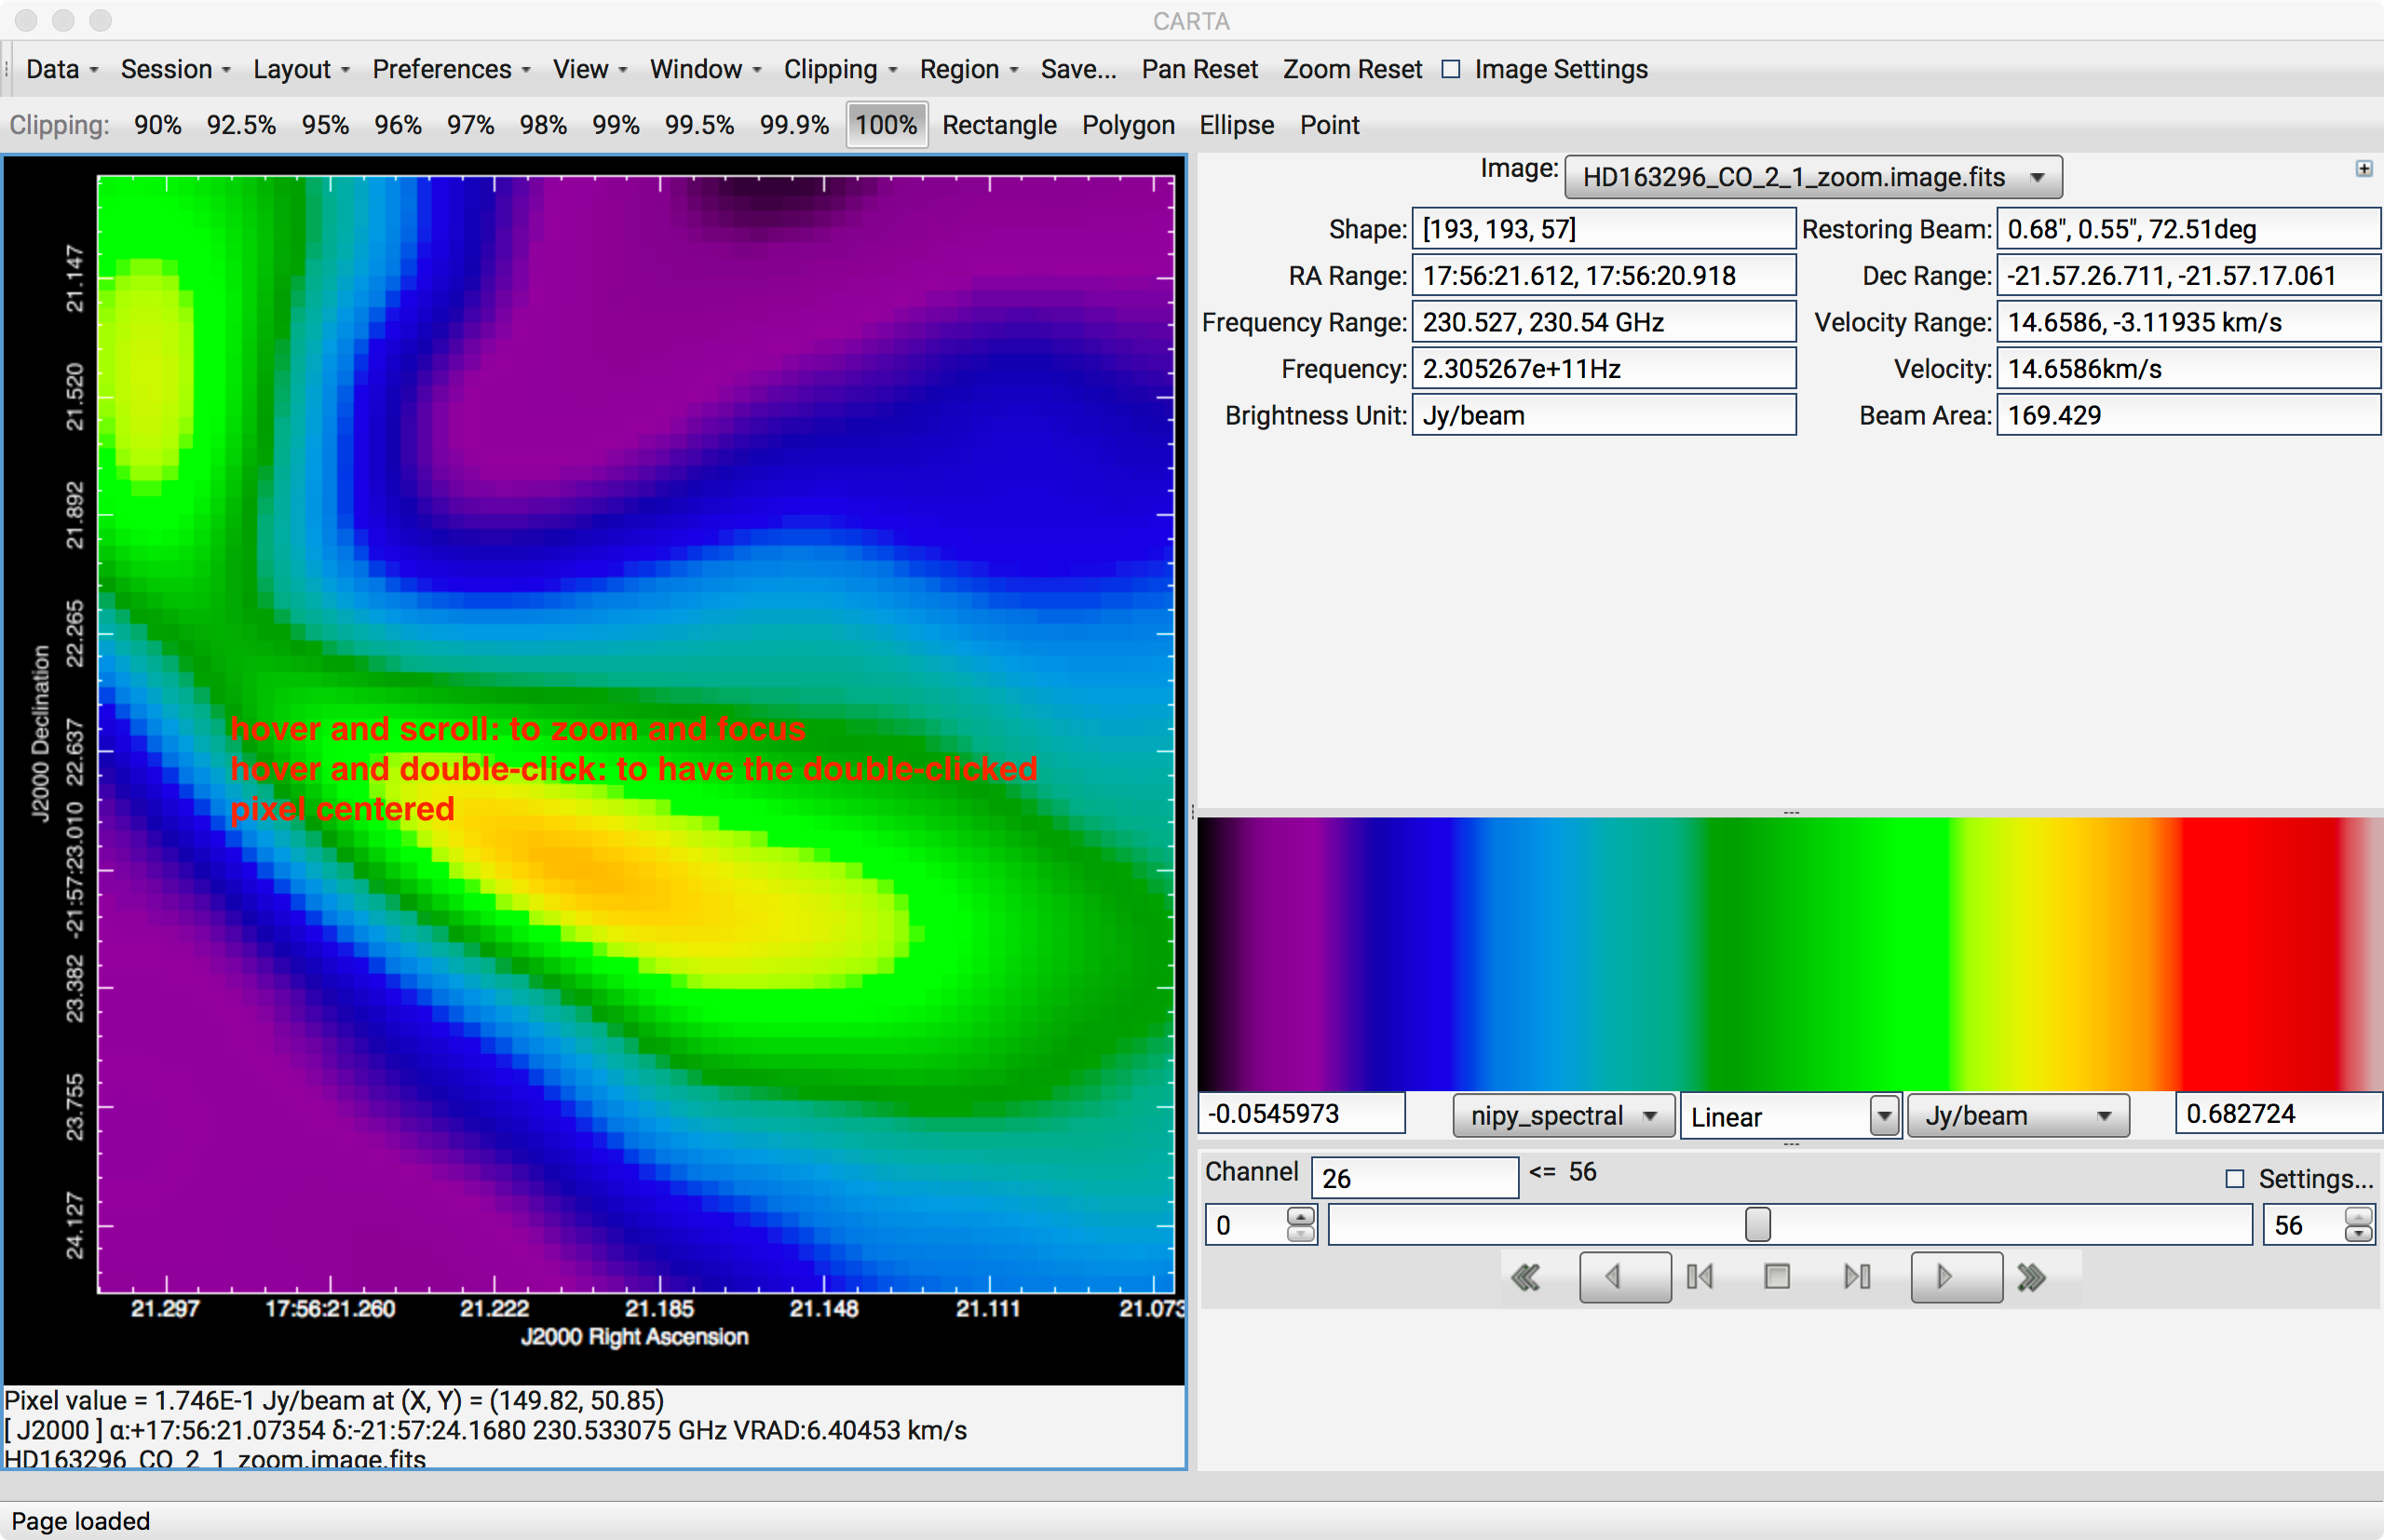 CARTA
Data Session Layout Preferences View Window Clipping Region Save... Pan Reset Zoom Reset Image Settings
Clipping: 90% 92.5% 95% 96% 97% 98% 99% 99.5% 99.9% 100% Rectangle Polygon Ellipse Point
Image: HD163296_CO_2_1_zoom.image.fits
Shape: [193, 193, 57] Restoring Beam: 0.68", 0.55", 72.51deg
RA Range: 17:56:21.612, 17:56:20.918 Dec Range: -21.57.26.711, -21.57.17.061
Frequency Range: 230.527, 230.54 GHz Velocity Range: 14.6586, -3.11935 km/s
Frequency: 2.305267e+11Hz Velocity: 14.6586km/s
Brightness Unit: Jy/beam Beam Area: 169.429
J2000 Declination
21.147
21.520
21.892
22.265
22.637
-21:57:23.010
23.382
23.755
24.127
hover and scroll: to zoom and focus
hover and double-click: to have the double-clicked
pixel centered
21.297 17:56:21.260 21.222 21.185 21.148 21.111 21.073
J2000 Right Ascension
Pixel value = 1.746E-1 Jy/beam at (X, Y) = (149.82, 50.85)
[ J2000 ] α:+17:56:21.07354 δ:-21:57:24.1680 230.533075 GHz VRAD:6.40453 km/s
HD163296_CO_2_1_zoom.image.fits
-0.0545973 nipy_spectral Linear Jy/beam 0.682724
Channel 26 <= 56 Settings...
0 56
Page loaded